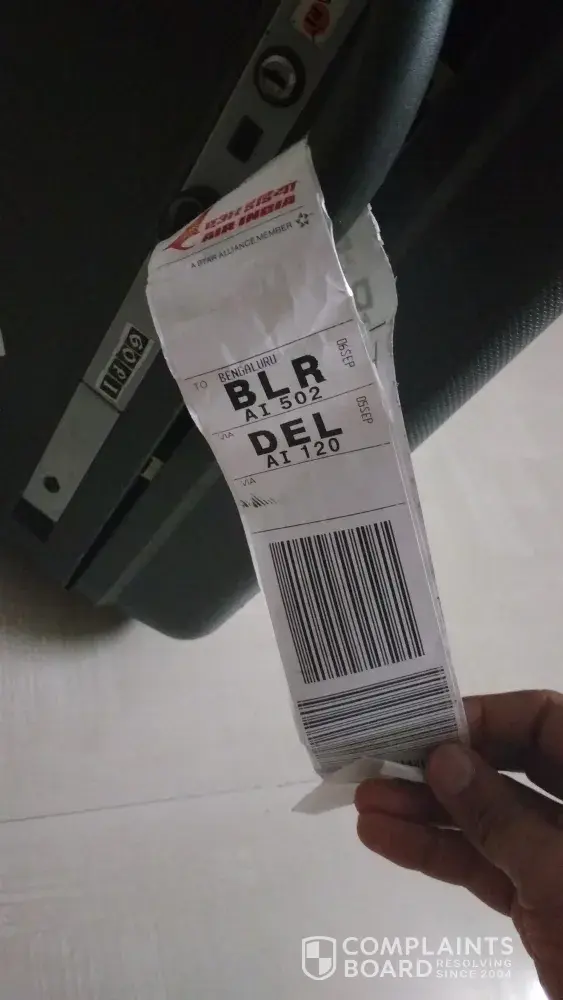 एअर इंडिया
AIR INDIA
A STAR ALLIANCE MEMBER
TO BENGALURU 06SEP
BLR
AI 502
VIA 05SEP
DEL
AI 120
VIA
COMPLAINTS
BOARD RESOLVING
SINCE 2004